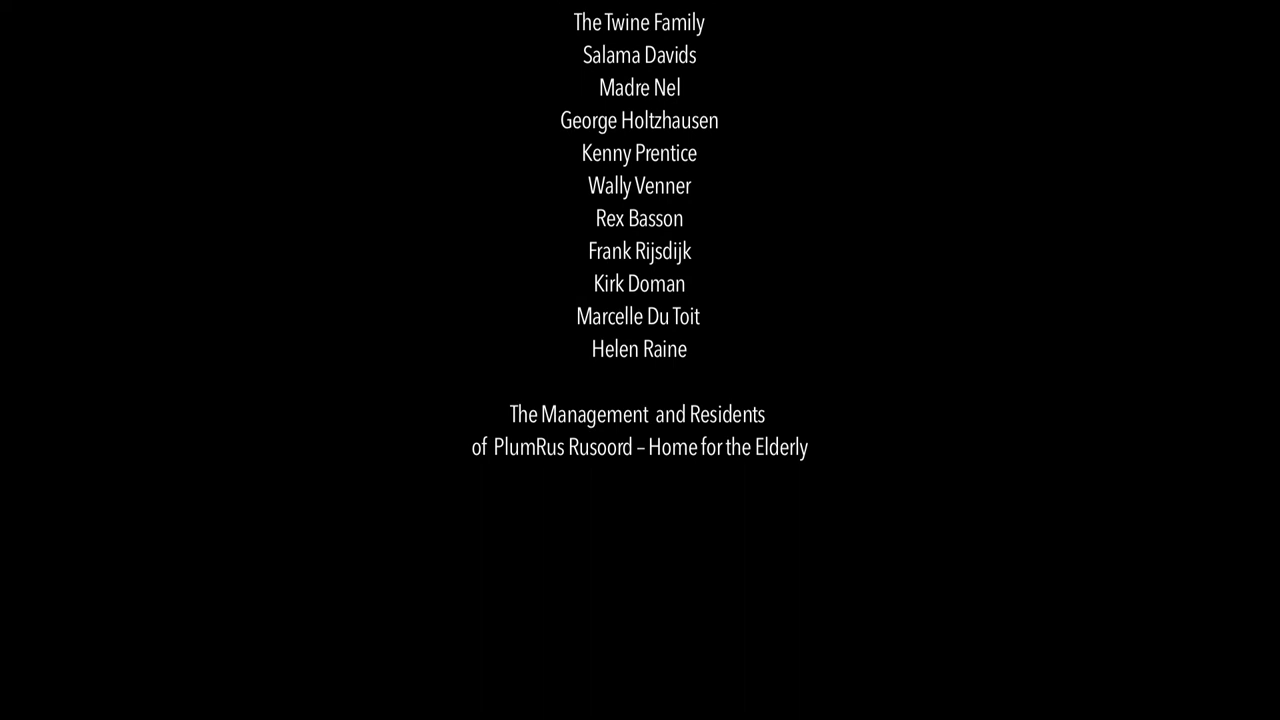 The Twine Family
Salama Davids
Madre Nel
George Holtzhausen
Kenny Prentice
Wally Venner
Rex Basson
Frank Rijsdijk
Kirk Doman
Marcelle Du Toit
Helen Raine
The Management and Residents
of PlumRus Rusoord – Home for the Elderly